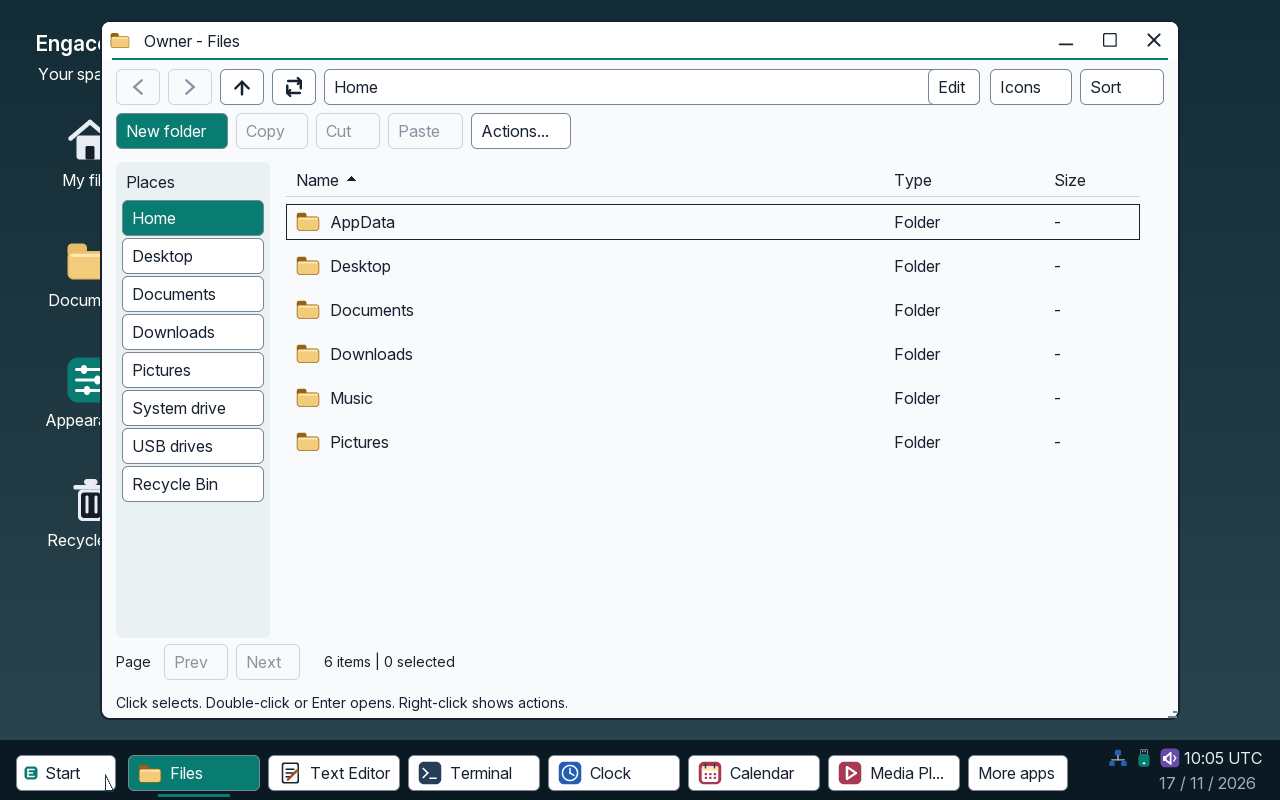 Owner - Files
Home
Edit
Icons
Sort
New folder
Copy
Cut
Paste
Actions...
Places
Home
Desktop
Documents
Downloads
Pictures
System drive
USB drives
Recycle Bin
Name Type Size
AppData Folder -
Desktop Folder -
Documents Folder -
Downloads Folder -
Music Folder -
Pictures Folder -
Page Prev Next 6 items | 0 selected
Click selects. Double-click or Enter opens. Right-click shows actions.
Your
Start
Files
Text Editor
Terminal
Clock
Calendar
Media Pl...
More apps
10:05 UTC
17 / 11 / 2026
My